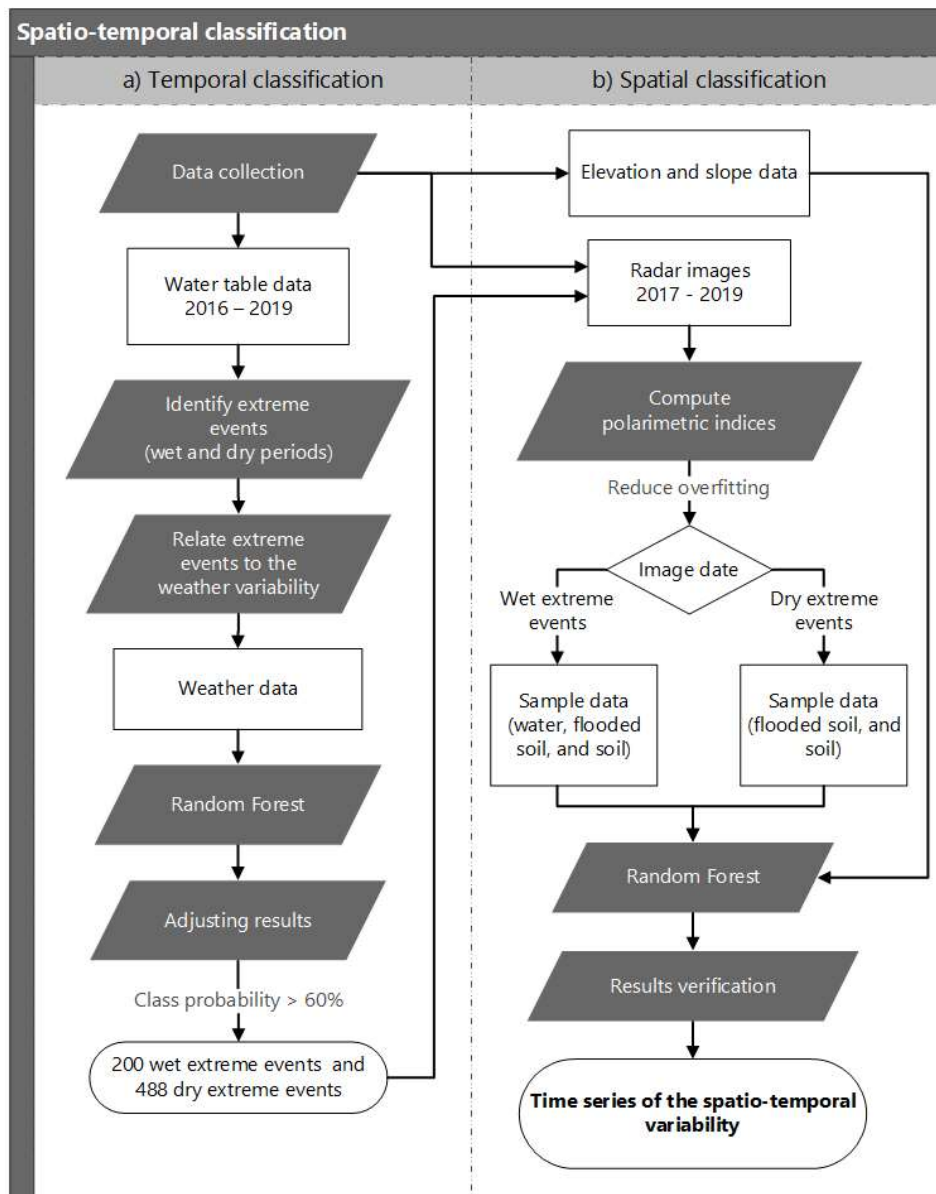 Spatio-temporal classification
a) Temporal classification
b) Spatial classification
Data collection
Water table data
2016 – 2019
Identify extreme
events
(wet and dry periods)
Relate extreme
events to the
weather variability
Weather data
Random Forest
Adjusting results
Class probability > 60%
200 wet extreme events and
488 dry extreme events
Elevation and slope data
Radar images
2017 - 2019
Compute
polarimetric indices
Reduce overfitting
Image date
Wet extreme
events
Dry extreme
events
Sample data
(water, flooded
soil, and soil)
Sample data
(flooded soil, and
soil)
Random Forest
Results verification
Time series of the spatio-temporal
variability